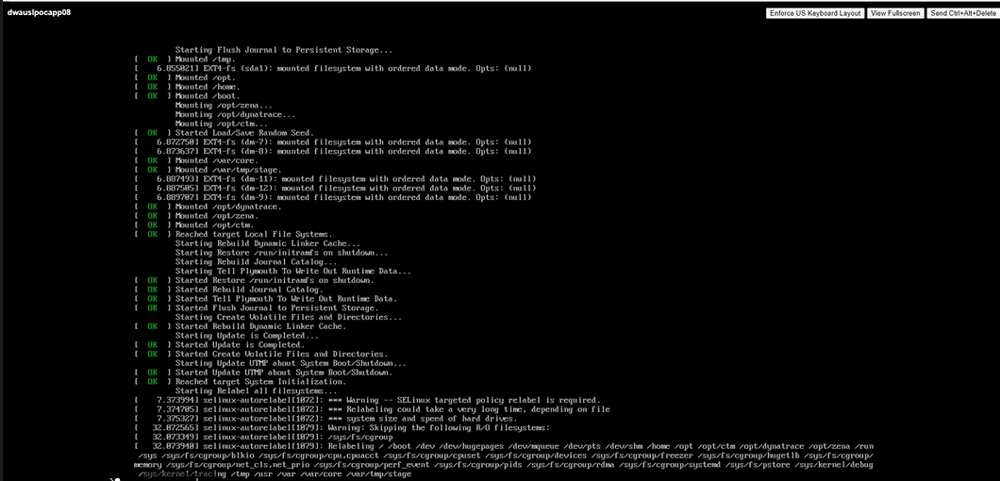 dwauslpocapp08
Enforce US Keyboard Layout View Fullscreen Send Ctrl+Alt+Delete
Starting Flush Journal to Persistent Storage...
[ OK ] Mounted /tmp.
[ 6.855021] EXT4-fs (sda1): mounted filesystem with ordered data mode. Opts: (null)
[ OK ] Mounted /opt.
[ OK ] Mounted /home.
[ OK ] Mounted /boot.
Mounting /opt/zena...
Mounting /opt/dynatrace...
Mounting /opt/ctm...
[ OK ] Started Load/Save Random Seed.
[ 6.872750] EXT4-fs (dm-7): mounted filesystem with ordered data mode. Opts: (null)
[ 6.873637] EXT4-fs (dm-8): mounted filesystem with ordered data mode. Opts: (null)
[ OK ] Mounted /var/core.
[ OK ] Mounted /var/tmp/stage.
[ 6.887493] EXT4-fs (dm-11): mounted filesystem with ordered data mode. Opts: (null)
[ 6.887505] EXT4-fs (dm-12): mounted filesystem with ordered data mode. Opts: (null)
[ 6.889707] EXT4-fs (dm-9): mounted filesystem with ordered data mode. Opts: (null)
[ OK ] Mounted /opt/dynatrace.
[ OK ] Mounted /opt/zena.
[ OK ] Mounted /opt/ctm.
[ OK ] Reached target Local File Systems.
Starting Rebuild Dynamic Linker Cache...
Starting Restore /run/initramfs on shutdown...
Starting Rebuild Journal Catalog...
Starting Tell Plymouth To Write Out Runtime Data...
[ OK ] Started Restore /run/initramfs on shutdown.
[ OK ] Started Rebuild Journal Catalog.
[ OK ] Started Tell Plymouth To Write Out Runtime Data.
[ OK ] Started Flush Journal to Persistent Storage.
Starting Create Volatile Files and Directories...
[ OK ] Started Rebuild Dynamic Linker Cache.
Starting Update is Completed...
[ OK ] Started Update is Completed.
[ OK ] Started Create Volatile Files and Directories.
Starting Update UTMP about System Boot/Shutdown...
[ OK ] Started Update UTMP about System Boot/Shutdown.
[ OK ] Reached target System Initialization.
Starting Relabel all filesystems...
[ 7.373994] selinux-autorelabel[1072]: *** Warning -- SELinux targeted policy relabel is required.
[ 7.374705] selinux-autorelabel[1072]: *** Relabeling could take a very long time, depending on file
[ 7.375327] selinux-autorelabel[1072]: *** system size and speed of hard drives.
[ 32.072565] selinux-autorelabel[1079]: Warning: Skipping the following R/O filesystems:
[ 32.073349] selinux-autorelabel[1079]: /sys/fs/cgroup
[ 32.073940] selinux-autorelabel[1079]: Relabeling / /boot /dev /dev/hugepages /dev/mqueue /dev/pts /dev/shm /home /opt /opt/ctm /opt/dynatrace /opt/zena /run
/sys /sys/fs/cgroup/blkio /sys/fs/cgroup/cpu,cpuacct /sys/fs/cgroup/cpuset /sys/fs/cgroup/devices /sys/fs/cgroup/freezer /sys/fs/cgroup/hugetlb /sys/fs/cgroup/
memory /sys/fs/cgroup/net_cls,net_prio /sys/fs/cgroup/perf_event /sys/fs/cgroup/pids /sys/fs/cgroup/rdma /sys/fs/cgroup/systemd /sys/fs/pstore /sys/kernel/debug
/sys/kernel/tracing /tmp /usr /var /var/core /var/tmp/stage